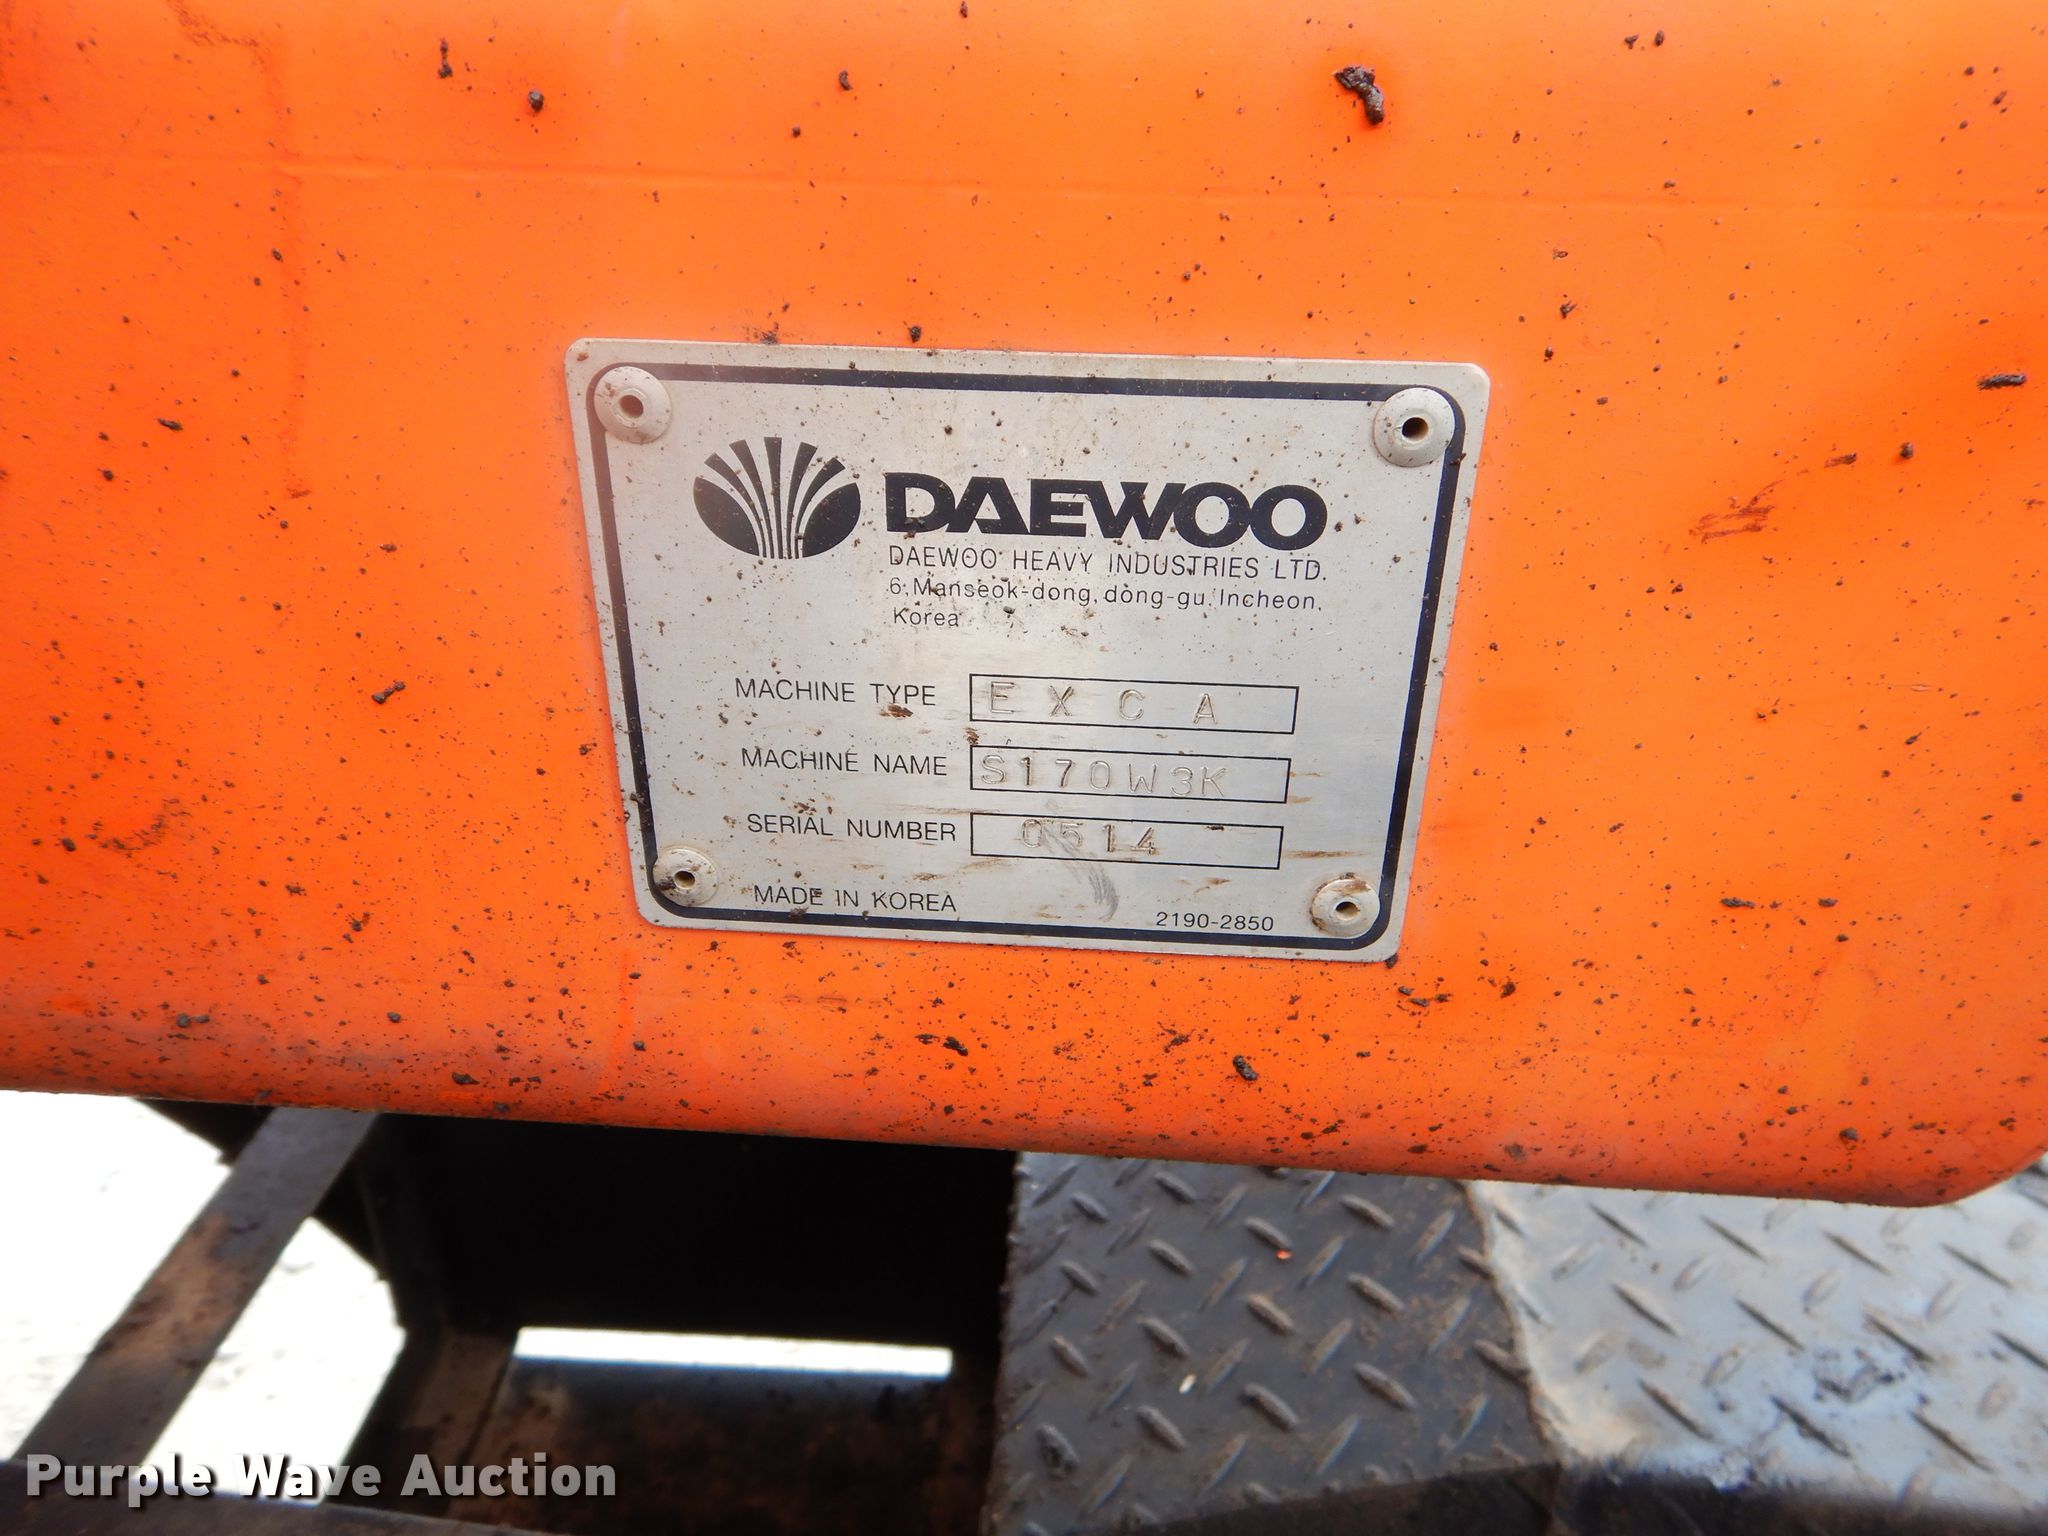 DAEWOO
DAEWOO HEAVY INDUSTRIES LTD.
6, Manseok-dong, dong-gu, Incheon,
Korea
MACHINE TYPE EXCA
MACHINE NAME S170W3K
SERIAL NUMBER 0514
MADE IN KOREA
2190-2850
Purple Wave Auction